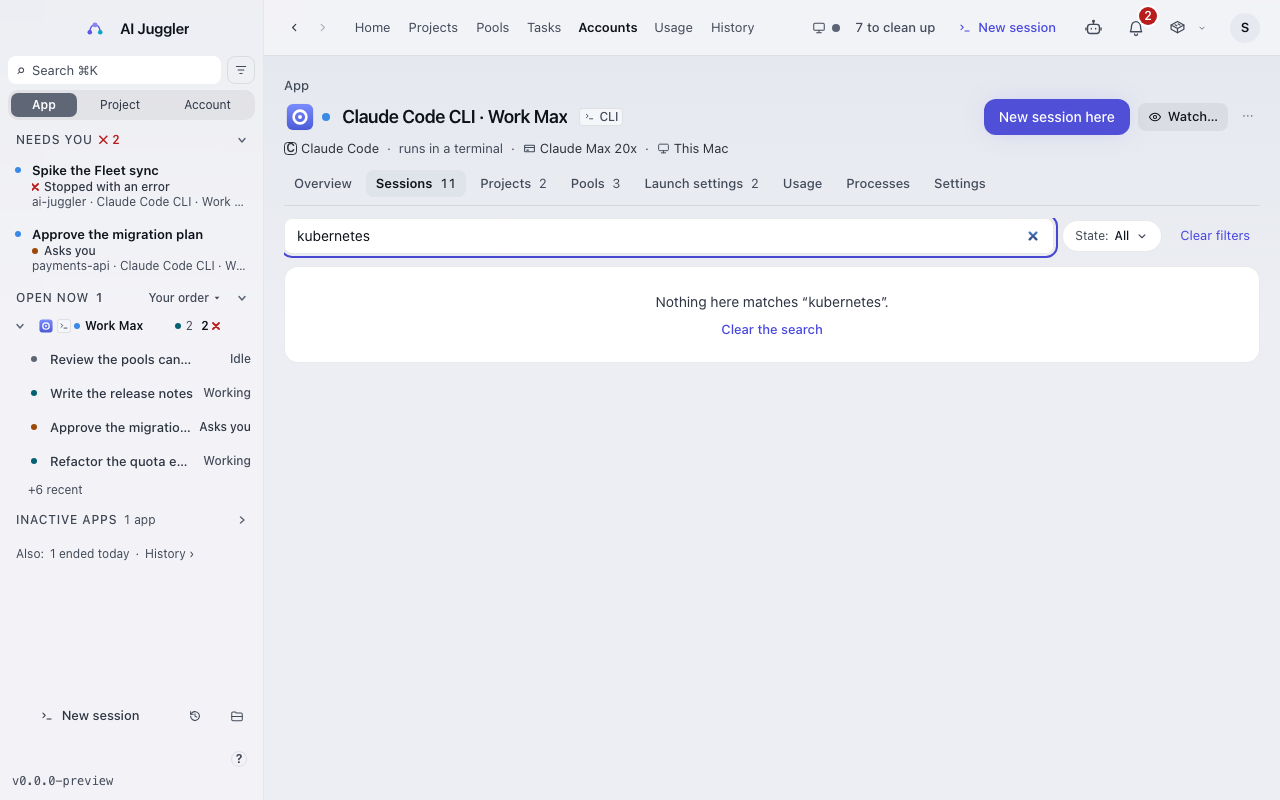 AI Juggler
Search ⌘K
App Project Account
NEEDS YOU 2
Spike the Fleet sync
Stopped with an error
ai-juggler · Claude Code CLI · Work ...
Approve the migration plan
Asks you
payments-api · Claude Code CLI · W...
OPEN NOW 1 Your order
Work Max 2 2
Review the pools can... Idle
Write the release notes Working
Approve the migratio... Asks you
Refactor the quota e... Working
+6 recent
INACTIVE APPS 1 app
Also: 1 ended today · History ›
New session
?
v0.0.0-preview
Home Projects Pools Tasks Accounts Usage History 7 to clean up New session 2 S
App
Claude Code CLI · Work Max CLI New session here Watch... ...
Claude Code · runs in a terminal · Claude Max 20x · This Mac
Overview Sessions 11 Projects 2 Pools 3 Launch settings 2 Usage Processes Settings
kubernetes State: All Clear filters
Nothing here matches “kubernetes”.
Clear the search